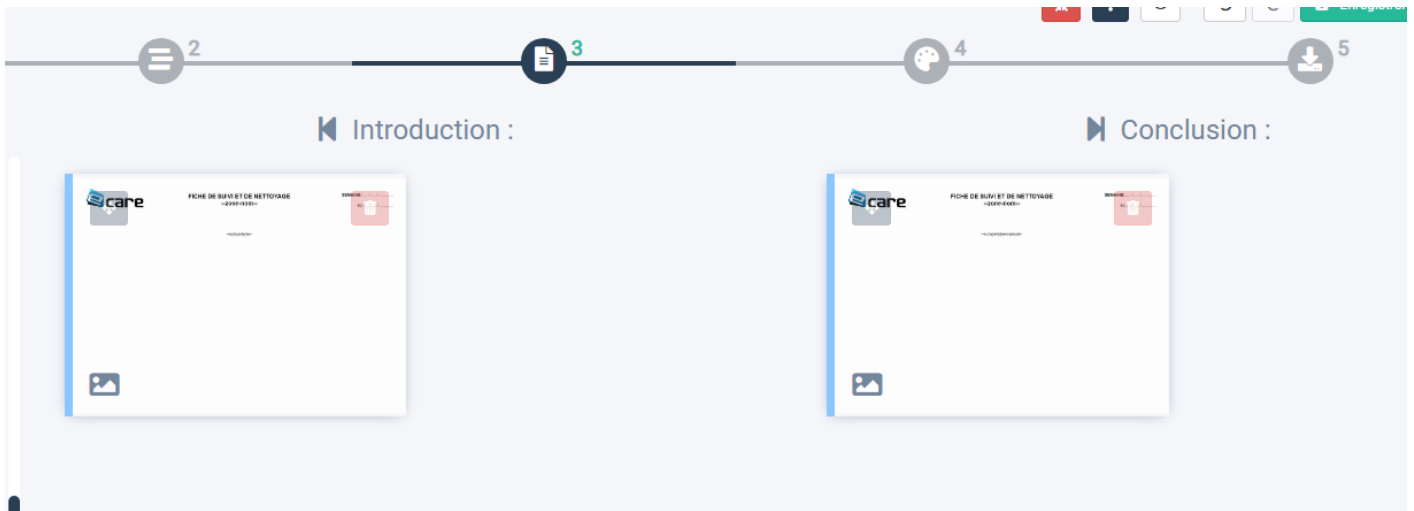 Enregistrer
2
3
4
5
Introduction :
Conclusion :
care
FICHE DE SUIVI ET DE NETTOYAGE
care
FICHE DE SUIVI ET DE NETTOYAGE